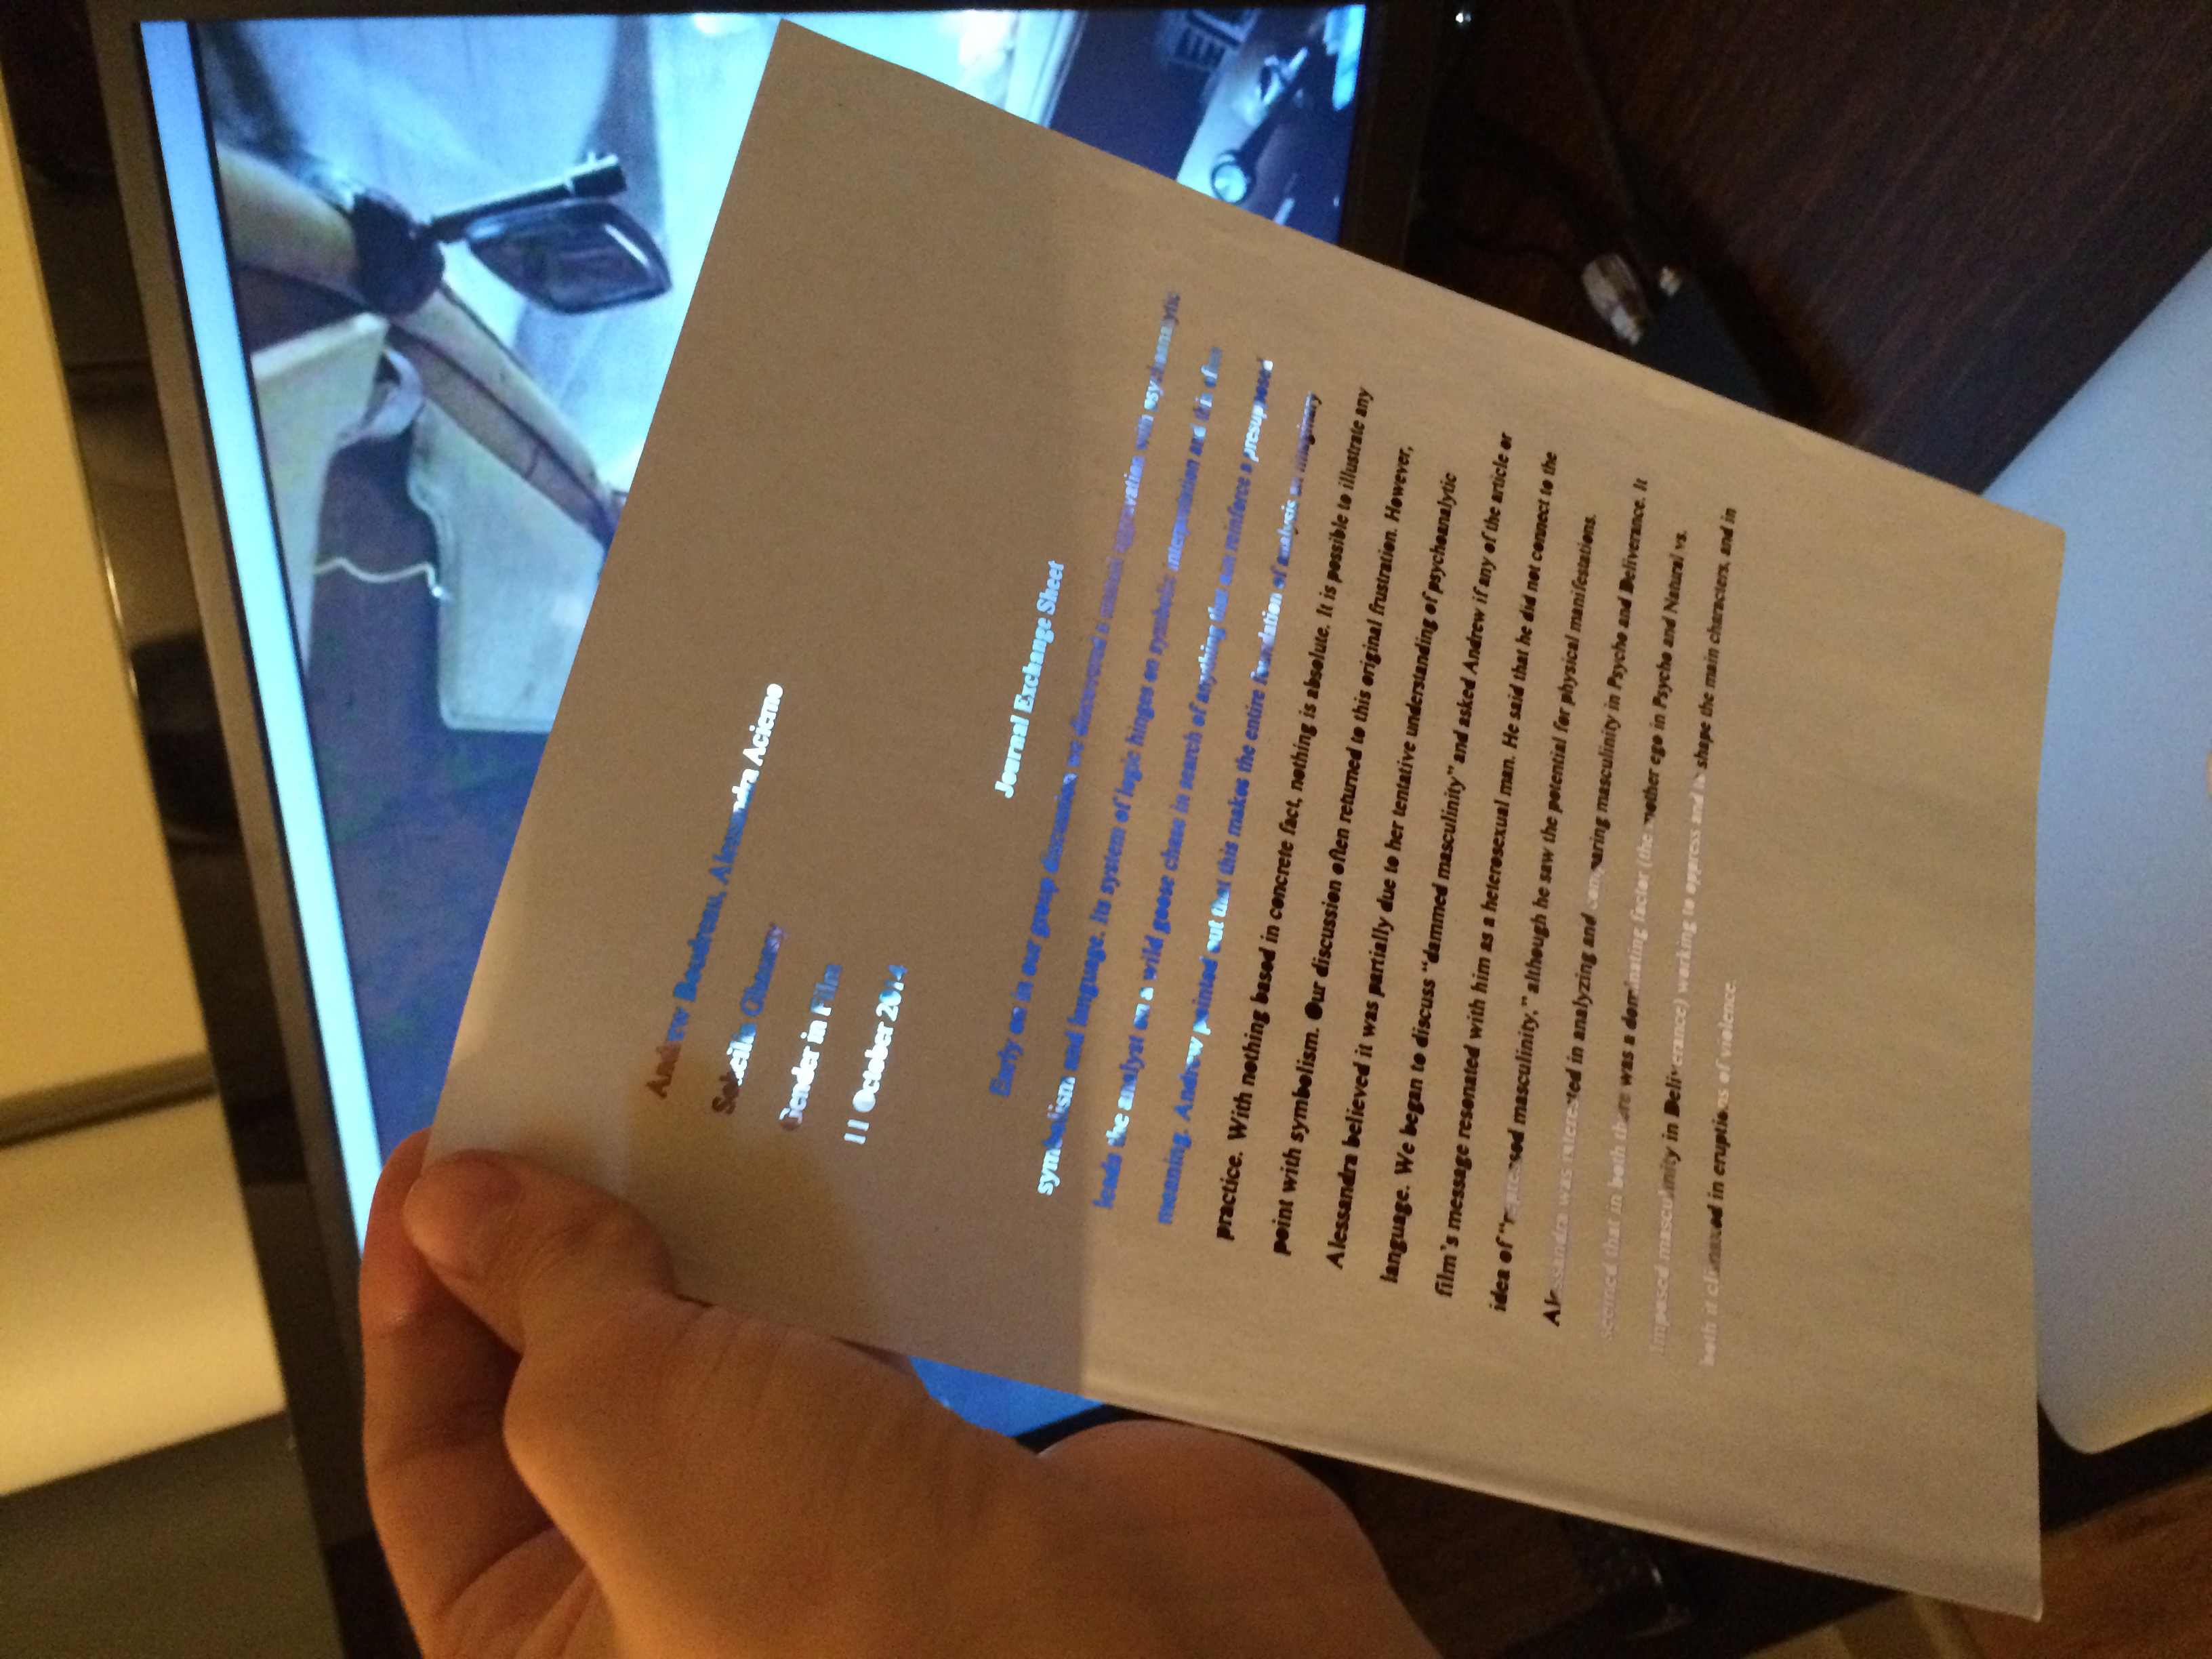 Andrew Boudreau, Alessandra Acierno
Soheilia Ghaussy
Gender in Film
11 October 2014
Journal Exchange Sheet
Early on in our group discussion we discovered a mutual aggravation with psychoanalytic
symbolism and language. Its system of logic hinges on symbolic interpretation and this often
leads the analyst on a wild goose chase in search of anything that can reinforce a presupposed
meaning. Andrew pointed out that this makes the entire foundation of analysis an imaginary
practice. With nothing based in concrete fact, nothing is absolute. It is possible to illustrate any
point with symbolism. Our discussion often returned to this original frustration. However,
Alessandra believed it was partially due to her tentative understanding of psychoanalytic
language. We began to discuss “dammed masculinity” and asked Andrew if any of the article or
film's message resonated with him as a heterosexual man. He said that he did not connect to the
idea of “repressed masculinity,” although he saw the potential for physical manifestations.
Alessandra was interested in analyzing and comparing masculinity in Psycho and Deliverance. It
seemed that in both there was a dominating factor (the mother ego in Psycho and Natural vs.
Imposed masculinity in Deliverance) working to oppress and to shape the main characters, and in
both it climaxed in eruptions of violence.